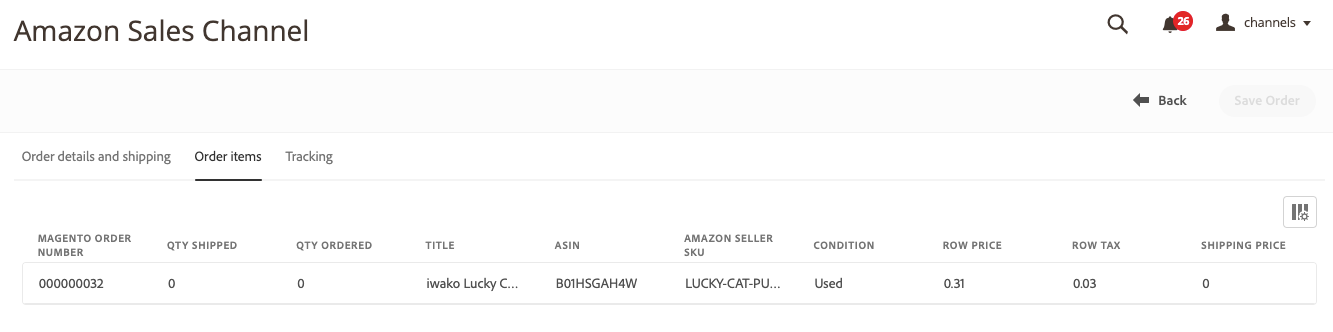 Amazon Sales Channel
26
channels
Back
Save Order
Order details and shipping Order items Tracking
MAGENTO ORDER NUMBER QTY SHIPPED QTY ORDERED TITLE ASIN AMAZON SELLER SKU CONDITION ROW PRICE ROW TAX SHIPPING PRICE
000000032 0 0 iwako Lucky C... B01HSGAH4W LUCKY-CAT-PU... Used 0.31 0.03 0